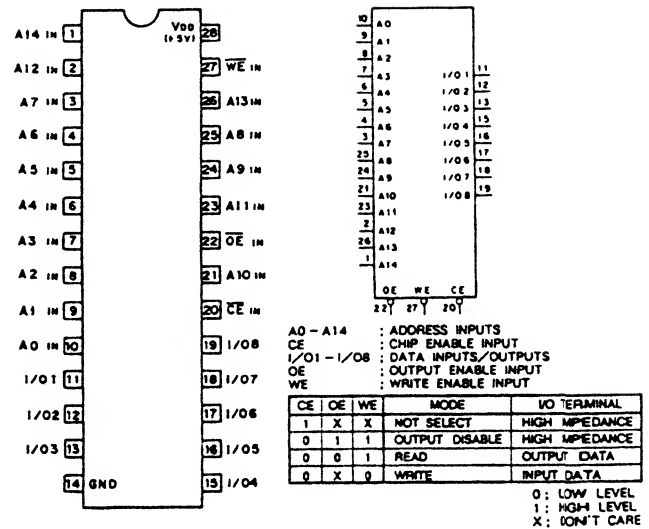 A14 IN 1
VDD (+5V) 28
A12 IN 2
27 WE IN
A7 IN 3
26 A13 IN
A6 IN 4
25 A8 IN
A5 IN 5
24 A9 IN
A4 IN 6
23 A11 IN
A3 IN 7
22 OE IN
A2 IN 8
21 A10 IN
A1 IN 9
20 CE IN
A0 IN 10
19 I/O8
I/O1 11
18 I/O7
I/O2 12
17 I/O6
I/O3 13
16 I/O5
14 GND
15 I/O4
10 A0
9 A1
8 A2
7 A3
I/O1 11
6 A4
I/O2 12
5 A5
I/O3 13
4 A6
I/O4 15
3 A7
I/O5 16
25 A8
I/O6 17
24 A9
I/O7 18
21 A10
I/O8 19
23 A11
2 A12
26 A13
1 A14
OE WE CE
22 27 20
A0-A14 : ADDRESS INPUTS
CE : CHIP ENABLE INPUT
I/O1-I/O8 : DATA INPUTS/OUTPUTS
OE : OUTPUT ENABLE INPUT
WE : WRITE ENABLE INPUT
CE OE WE MODE I/O TERMINAL
1 X X NOT SELECT HIGH MPEDANCE
0 1 1 OUTPUT DISABLE HIGH MPEDANCE
0 0 1 READ OUTPUT DATA
0 X 0 WRITE INPUT DATA
0 ; LOW LEVEL
1 ; HIGH LEVEL
X ; DON'T CARE